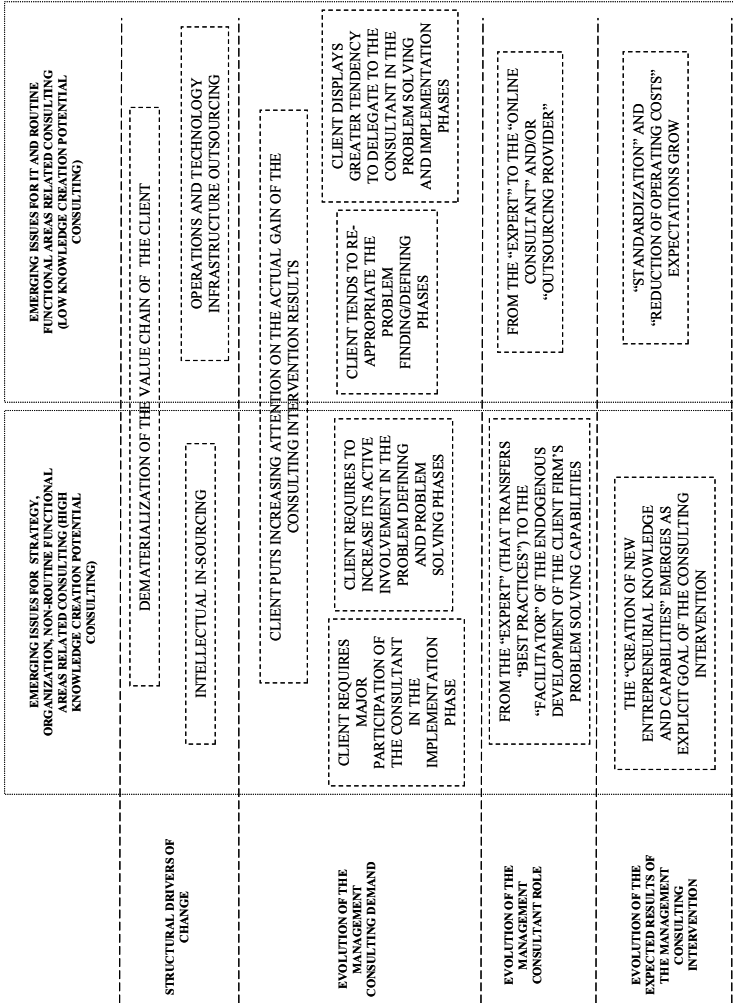 EMERGING ISSUES FOR STRATEGY,
ORGANIZATION, NON-ROUTINE FUNCTIONAL
AREAS RELATED CONSULTING (HIGH
KNOWLEDGE CREATION POTENTIAL
CONSULTING)
EMERGING ISSUES FOR IT AND ROUTINE
FUNCTIONAL AREAS RELATED CONSULTING
(LOW KNOWLEDGE CREATION POTENTIAL
CONSULTING)
STRUCTURAL DRIVERS OF
CHANGE
DEMATERIALIZATION OF THE VALUE CHAIN OF THE CLIENT
INTELLECTUAL IN-SOURCING
OPERATIONS AND TECHNOLOGY
INFRASTRUCTURE OUTSOURCING
EVOLUTION OF THE
MANAGEMENT
CONSULTING DEMAND
CLIENT PUTS INCREASING ATTENTION ON THE ACTUAL GAIN OF THE
CONSULTING INTERVENTION RESULTS
CLIENT REQUIRES
MAJOR
PARTICIPATION OF
THE CONSULTANT
IN THE
IMPLEMENTATION
PHASE
CLIENT REQUIRES TO
INCREASE ITS ACTIVE
INVOLVEMENT IN THE
PROBLEM DEFINING
AND PROBLEM
SOLVING PHASES
CLIENT TENDS TO RE-
APPROPRIATE THE
PROBLEM
FINDING/DEFINING
PHASES
CLIENT DISPLAYS
GREATER TENDENCY
TO DELEGATE TO THE
CONSULTANT IN THE
PROBLEM SOLVING
AND IMPLEMENTATION
PHASES
EVOLUTION OF THE
MANAGEMENT
CONSULTANT ROLE
FROM THE “EXPERT” (THAT TRANSFERS
“BEST PRACTICES”) TO THE
“FACILITATOR” OF THE ENDOGENOUS
DEVELOPMENT OF THE CLIENT FIRM’S
PROBLEM SOLVING CAPABILITIES
FROM THE “EXPERT” TO THE “ONLINE
CONSULTANT” AND/OR
“OUTSOURCING PROVIDER”
EVOLUTION OF THE
EXPECTED RESULTS OF
THE MANAGEMENT
CONSULTING
INTERVENTION
THE “CREATION OF NEW
ENTREPRENEURIAL KNOWLEDGE
AND CAPABILITIES” EMERGES AS
EXPLICIT GOAL OF THE CONSULTING
INTERVENTION
“STANDARDIZATION” AND
“REDUCTION OF OPERATING COSTS”
EXPECTATIONS GROW